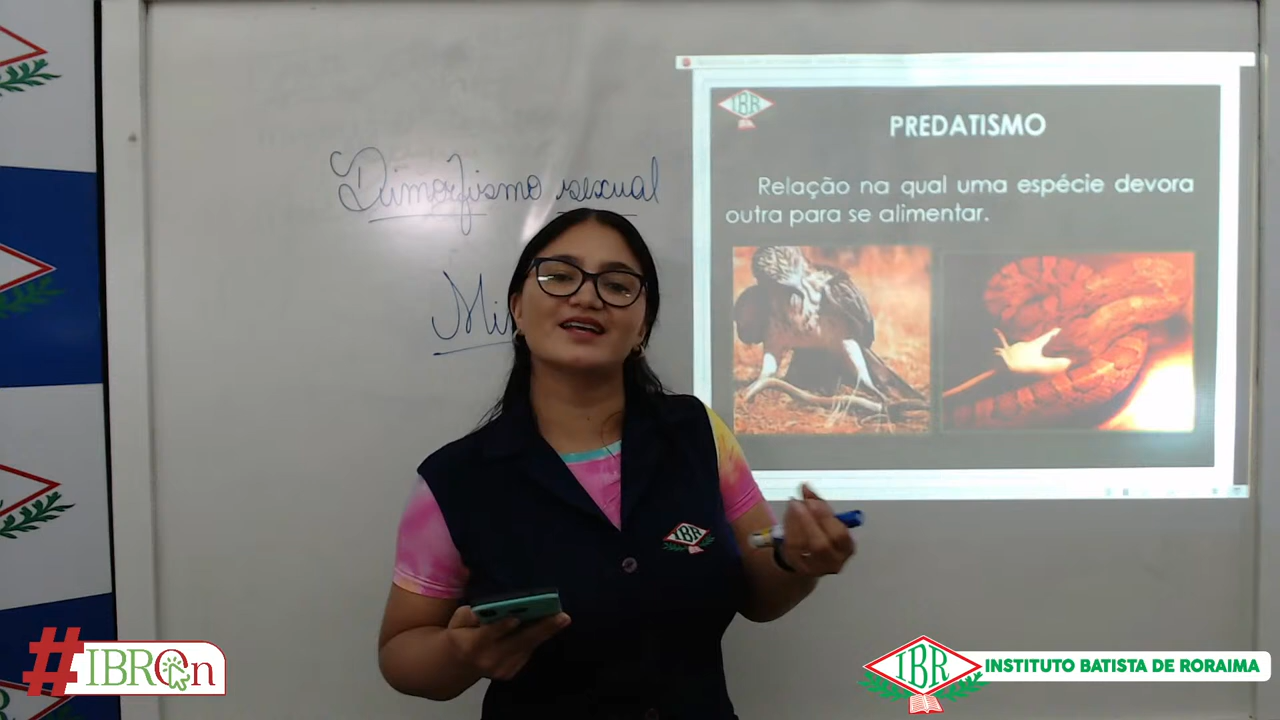 IBR
PREDATISMO
Relação na qual uma espécie devora
outra para se alimentar.
Dimorfismo sexual
IBR
#IBROn
IBR
INSTITUTO BATISTA DE RORAIMA